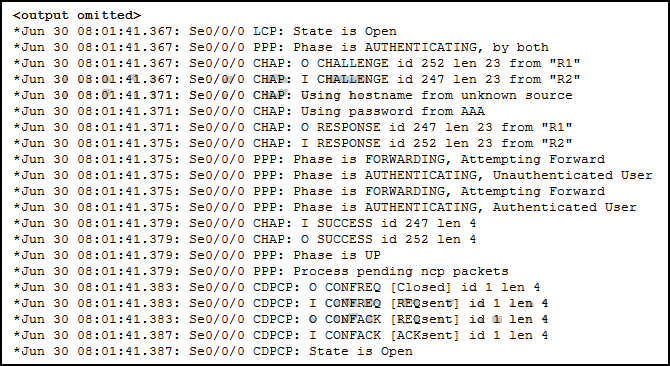 <output omitted>
*Jun 30 08:01:41.367: Se0/0/0 LCP: State is Open
*Jun 30 08:01:41.367: Se0/0/0 PPP: Phase is AUTHENTICATING, by both
*Jun 30 08:01:41.367: Se0/0/0 CHAP: O CHALLENGE id 252 len 23 from "R1"
*Jun 30 08:01:41.367: Se0/0/0 CHAP: I CHALLENGE id 247 len 23 from "R2"
*Jun 30 08:01:41.371: Se0/0/0 CHAP: Using hostname from unknown source
*Jun 30 08:01:41.371: Se0/0/0 CHAP: Using password from AAA
*Jun 30 08:01:41.371: Se0/0/0 CHAP: O RESPONSE id 247 len 23 from "R1"
*Jun 30 08:01:41.375: Se0/0/0 CHAP: I RESPONSE id 252 len 23 from "R2"
*Jun 30 08:01:41.375: Se0/0/0 PPP: Phase is FORWARDING, Attempting Forward
*Jun 30 08:01:41.375: Se0/0/0 PPP: Phase is AUTHENTICATING, Unauthenticated User
*Jun 30 08:01:41.375: Se0/0/0 PPP: Phase is FORWARDING, Attempting Forward
*Jun 30 08:01:41.375: Se0/0/0 PPP: Phase is AUTHENTICATING, Authenticated User
*Jun 30 08:01:41.379: Se0/0/0 CHAP: I SUCCESS id 247 len 4
*Jun 30 08:01:41.379: Se0/0/0 CHAP: O SUCCESS id 252 len 4
*Jun 30 08:01:41.379: Se0/0/0 PPP: Phase is UP
*Jun 30 08:01:41.379: Se0/0/0 PPP: Process pending ncp packets
*Jun 30 08:01:41.383: Se0/0/0 CDPCP: O CONFREQ [Closed] id 1 len 4
*Jun 30 08:01:41.383: Se0/0/0 CDPCP: I CONFREQ [REQsent] id 1 len 4
*Jun 30 08:01:41.383: Se0/0/0 CDPCP: O CONFACK [REQsent] id 1 len 4
*Jun 30 08:01:41.387: Se0/0/0 CDPCP: I CONFACK [ACKsent] id 1 len 4
*Jun 30 08:01:41.387: Se0/0/0 CDPCP: State is Open